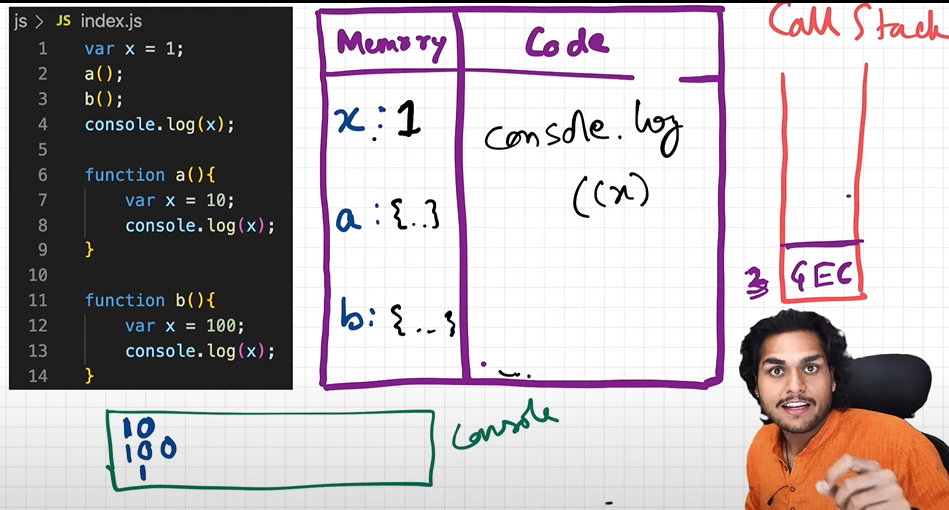 js > JS index.js
1 var x = 1;
2 a();
3 b();
4 console.log(x);
5
6 function a(){
7 var x = 10;
8 console.log(x);
9 }
10
11 function b(){
12 var x = 100;
13 console.log(x);
14 }
Memory Code
x : 1
a : {..}
b : {..}
console.log
((x)
Call Stack
GEC
10
100
1
Console